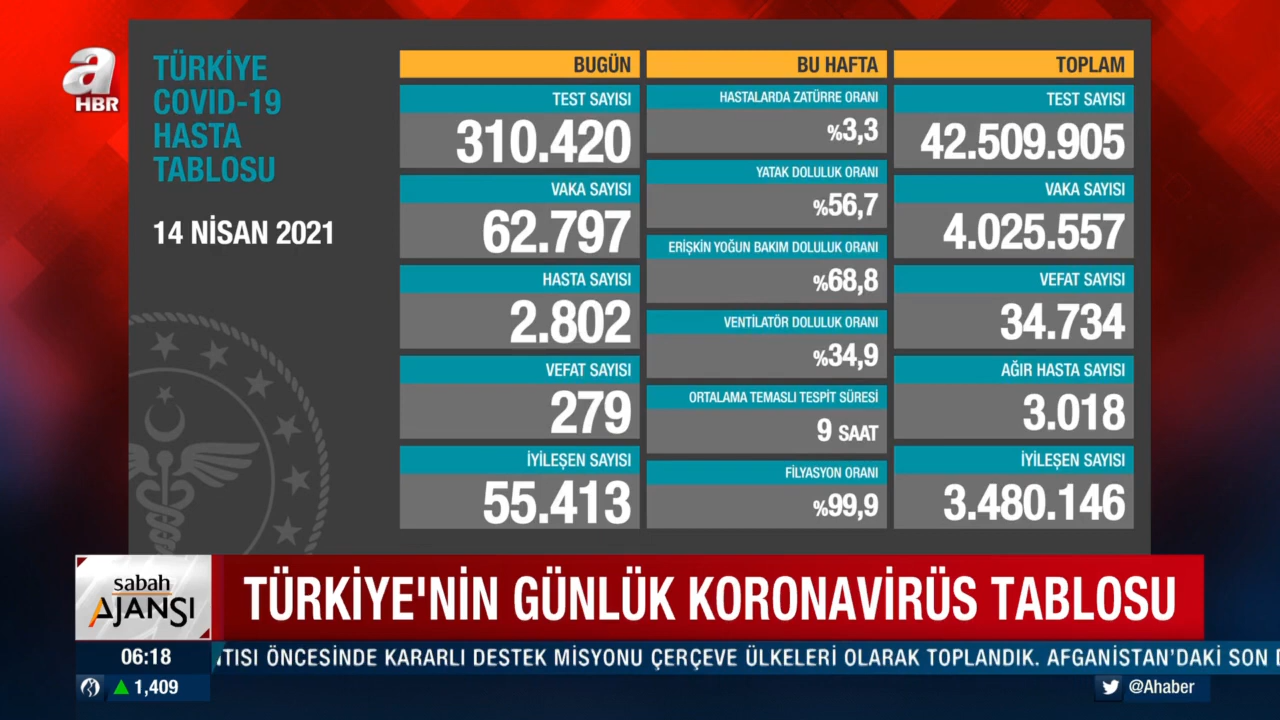 a
HBR
TÜRKİYE
COVID-19
HASTA
TABLOSU
14 NİSAN 2021
BUGÜN
TEST SAYISI
310.420
VAKA SAYISI
62.797
HASTA SAYISI
2.802
VEFAT SAYISI
279
İYİLEŞEN SAYISI
55.413
BU HAFTA
HASTALARDA ZATÜRRE ORANI
%3,3
YATAK DOLULUK ORANI
%56,7
ERİŞKİN YOĞUN BAKIM DOLULUK ORANI
%68,8
VENTİLATÖR DOLULUK ORANI
%34,9
ORTALAMA TEMASLI TESPİT SÜRESİ
9 SAAT
FİLYASYON ORANI
%99,9
TOPLAM
TEST SAYISI
42.509.905
VAKA SAYISI
4.025.557
VEFAT SAYISI
34.734
AĞIR HASTA SAYISI
3.018
İYİLEŞEN SAYISI
3.480.146
sabah
AJANSI
TÜRKİYE'NİN GÜNLÜK KORONAVİRÜS TABLOSU
06:18
ÖNCESİNDE KARARLI DESTEK MİSYONU ÇERÇEVE ÜLKELERİ OLARAK TOPLANDIK. AFGANİSTAN'DAKİ SON
1,409
@Ahaber